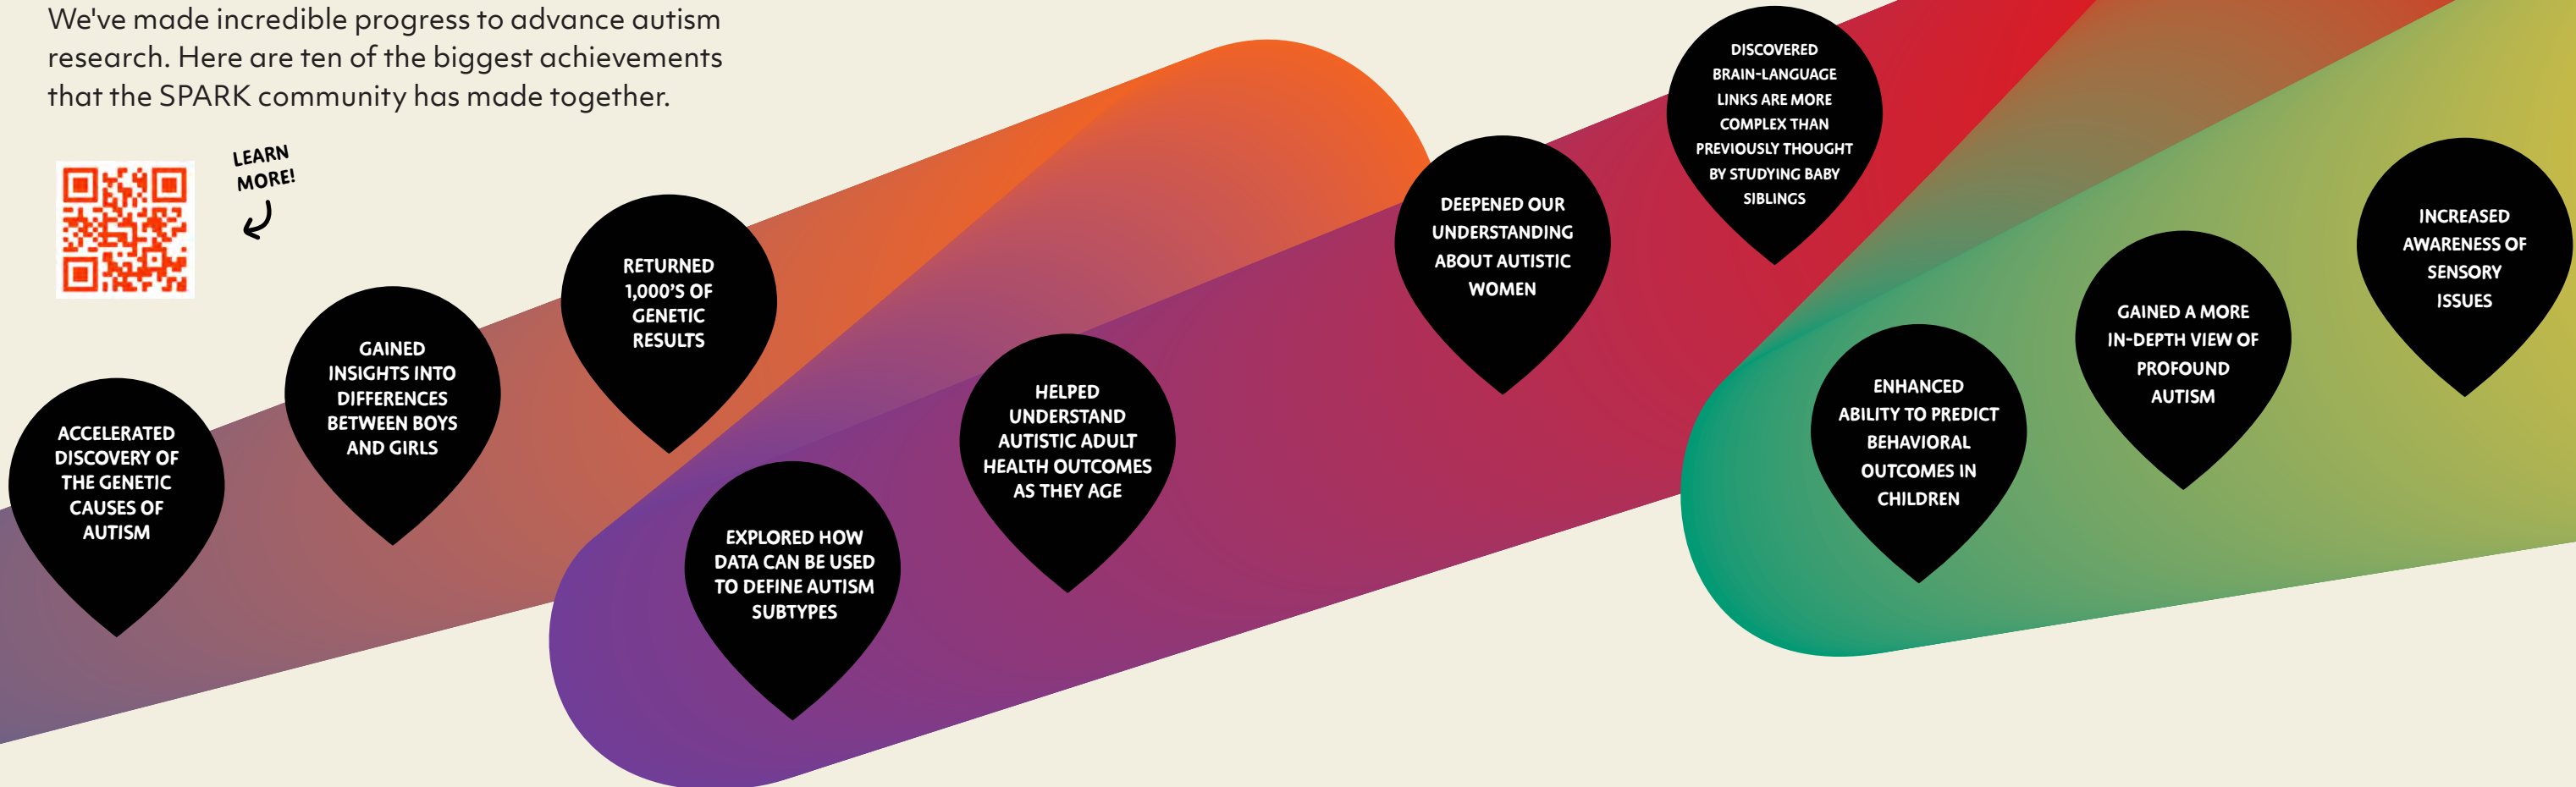 We've made incredible progress to advance autism
research. Here are ten of the biggest achievements
that the SPARK community has made together.
LEARN
MORE!
ACCELERATED
DISCOVERY OF
THE GENETIC
CAUSES OF
AUTISM
GAINED
INSIGHTS INTO
DIFFERENCES
BETWEEN BOYS
AND GIRLS
RETURNED
1,000'S OF
GENETIC
RESULTS
EXPLORED HOW
DATA CAN BE USED
TO DEFINE AUTISM
SUBTYPES
HELPED
UNDERSTAND
AUTISTIC ADULT
HEALTH OUTCOMES
AS THEY AGE
DEEPENED OUR
UNDERSTANDING
ABOUT AUTISTIC
WOMEN
DISCOVERED
BRAIN-LANGUAGE
LINKS ARE MORE
COMPLEX THAN
PREVIOUSLY THOUGHT
BY STUDYING BABY
SIBLINGS
ENHANCED
ABILITY TO PREDICT
BEHAVIORAL
OUTCOMES IN
CHILDREN
GAINED A MORE
IN-DEPTH VIEW OF
PROFOUND
AUTISM
INCREASED
AWARENESS OF
SENSORY
ISSUES